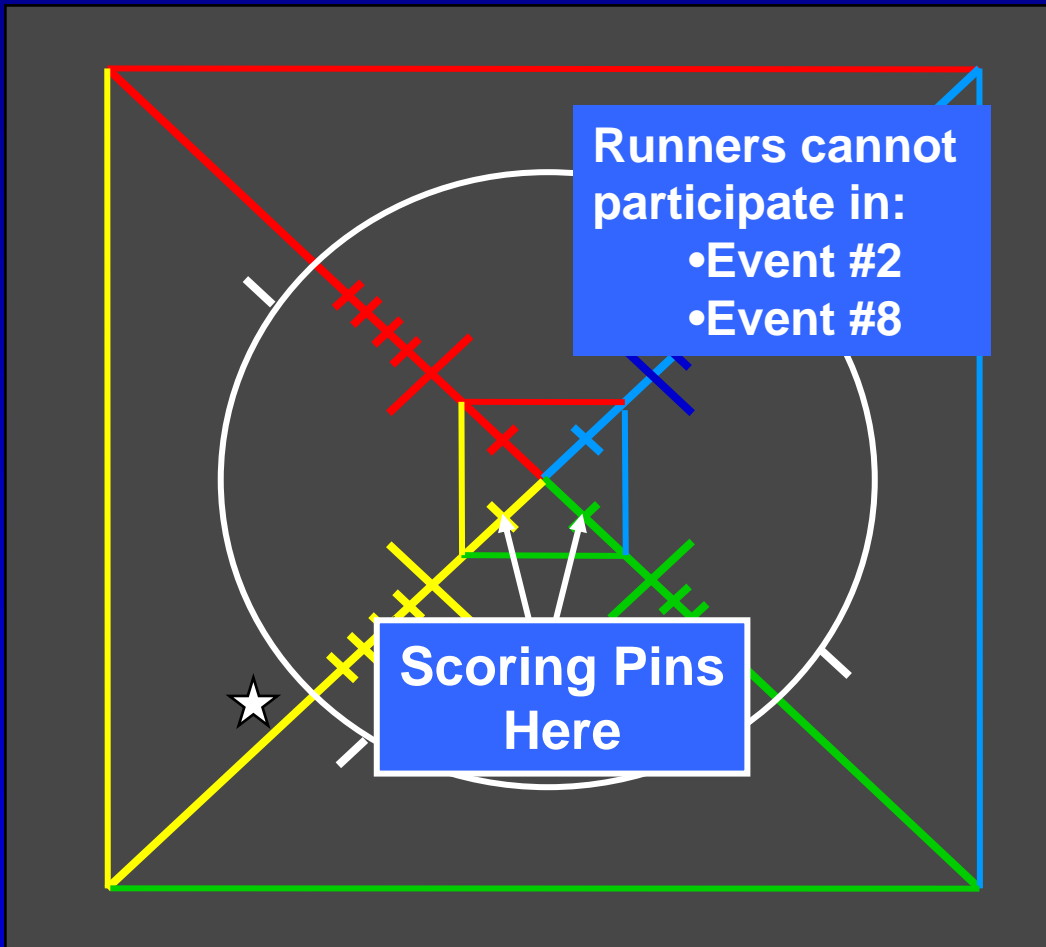 Runners cannot
participate in:
•Event #2
•Event #8
Scoring Pins
Here